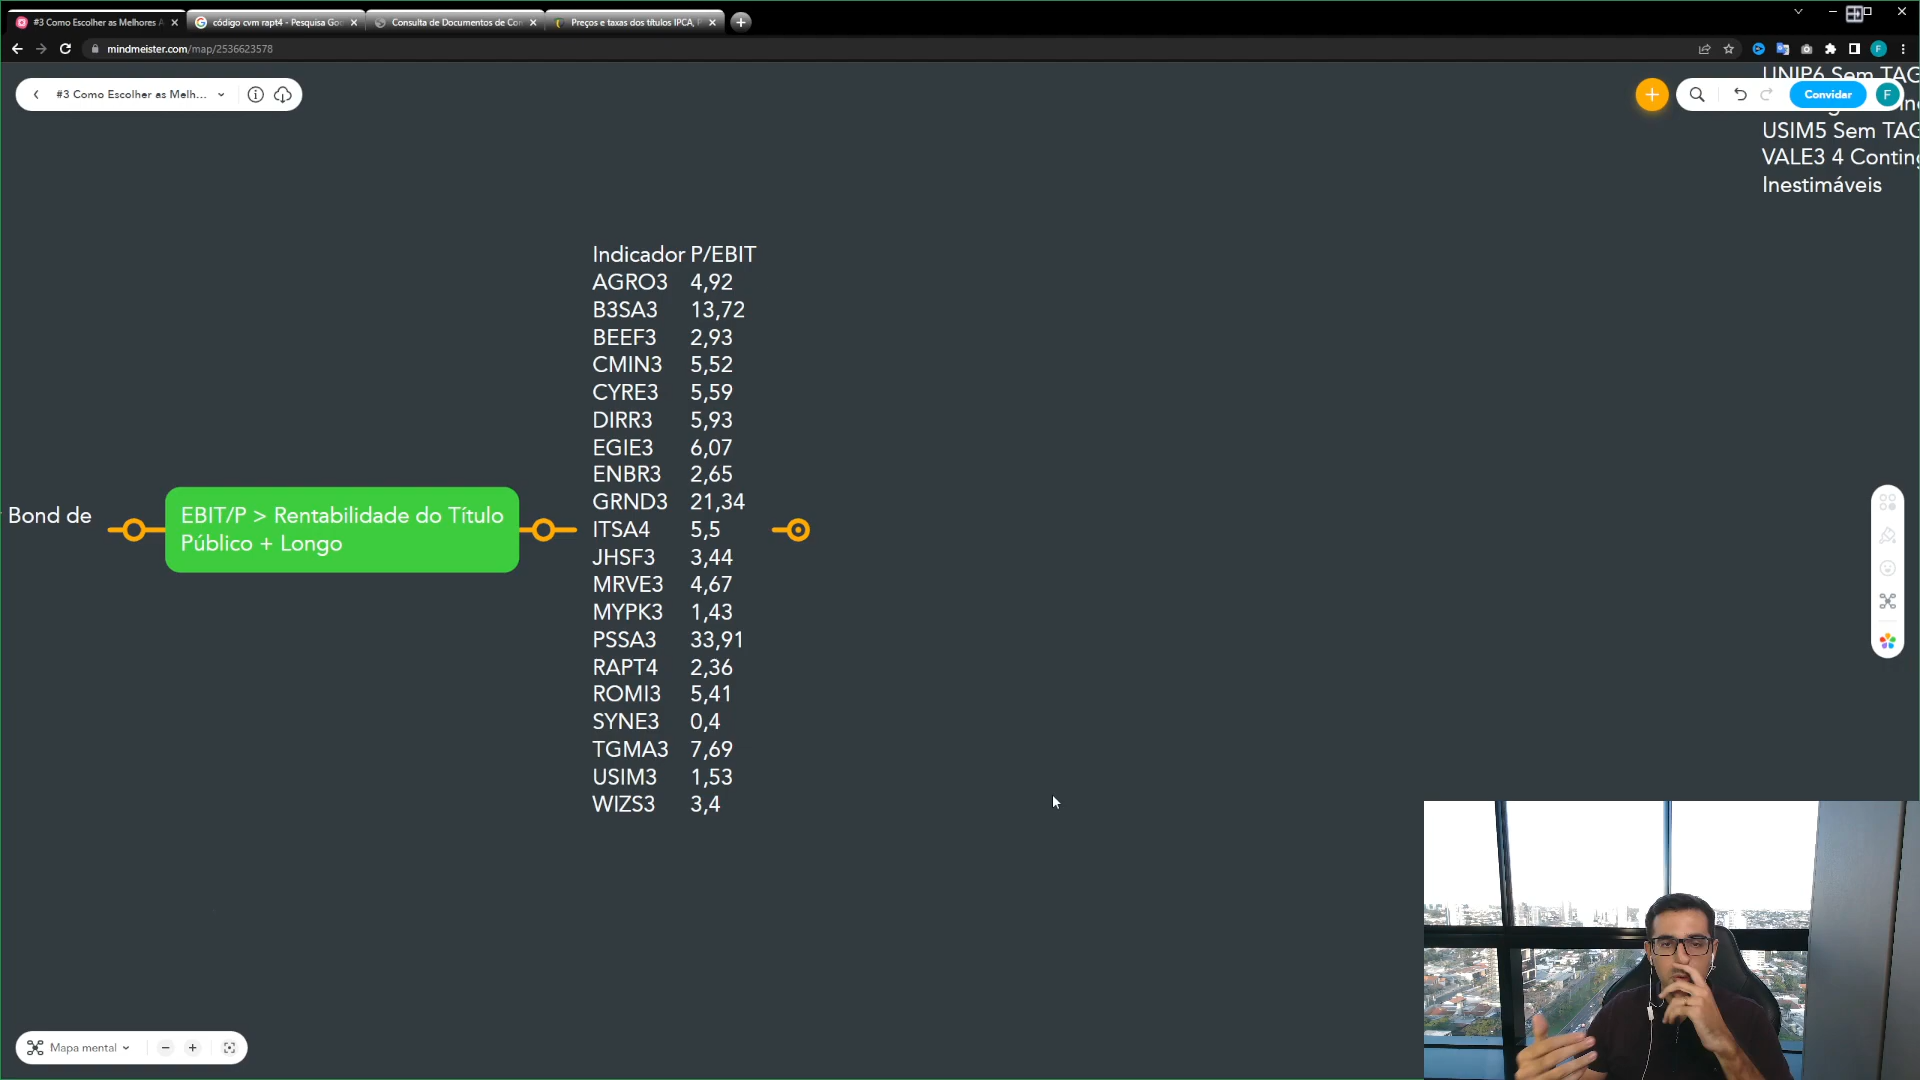 #3 Como Escolher as Melhores A
código cvm rapt4 - Pesquisa Goo
Consulta de Documentos de Con
Preços e taxas dos títulos IPCA,
mindmeister.com/map/2536623578
#3 Como Escolher as Melh...
Convidar
F
UNIP6 Sem TAG
USIM5 Sem TAG
VALE3 4 Conting
Inestimáveis
Indicador P/EBIT
AGRO3 4,92
B3SA3 13,72
BEEF3 2,93
CMIN3 5,52
CYRE3 5,59
DIRR3 5,93
EGIE3 6,07
ENBR3 2,65
GRND3 21,34
ITSA4 5,5
JHSF3 3,44
MRVE3 4,67
MYPK3 1,43
PSSA3 33,91
RAPT4 2,36
ROMI3 5,41
SYNE3 0,4
TGMA3 7,69
USIM3 1,53
WIZS3 3,4
Bond de
EBIT/P > Rentabilidade do Título
Público + Longo
Mapa mental